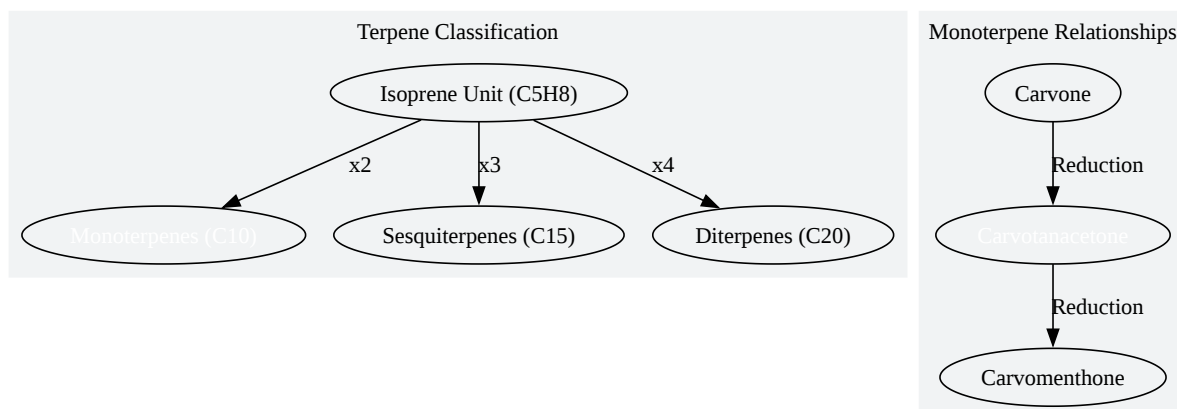 Terpene Classification
Isoprene Unit (C5H8)
x2
x3
x4
Monoterpenes (C10)
Sesquiterpenes (C15)
Diterpenes (C20)
Monoterpene Relationships
Carvone
Reduction
Carvotanacetone
Reduction
Carvomenthone